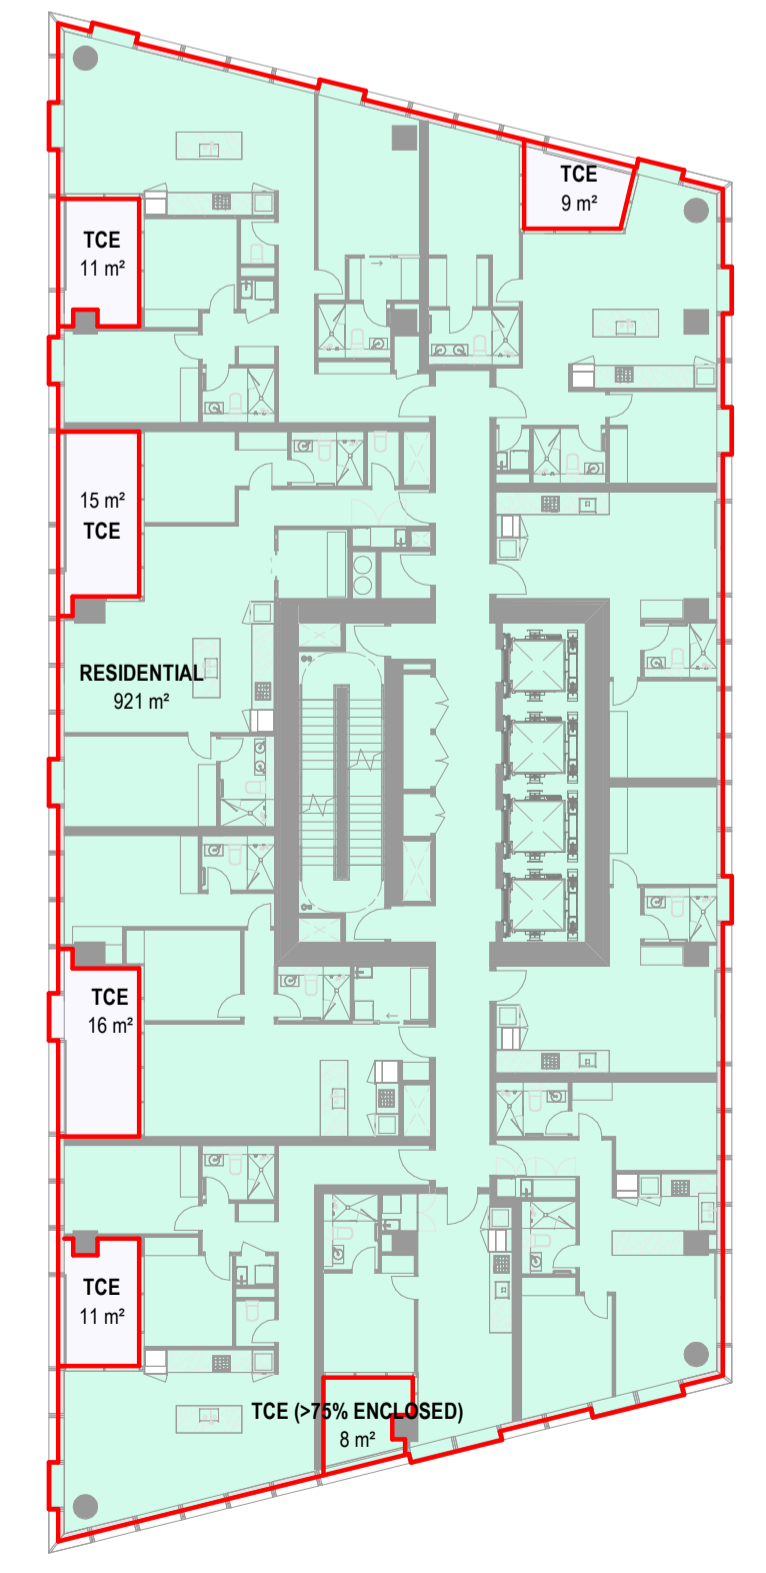 TCE
9 m²
TCE
11 m²
15 m²
TCE
RESIDENTIAL
921 m²
TCE
16 m²
TCE
11 m²
TCE (>75% ENCLOSED)
8 m²